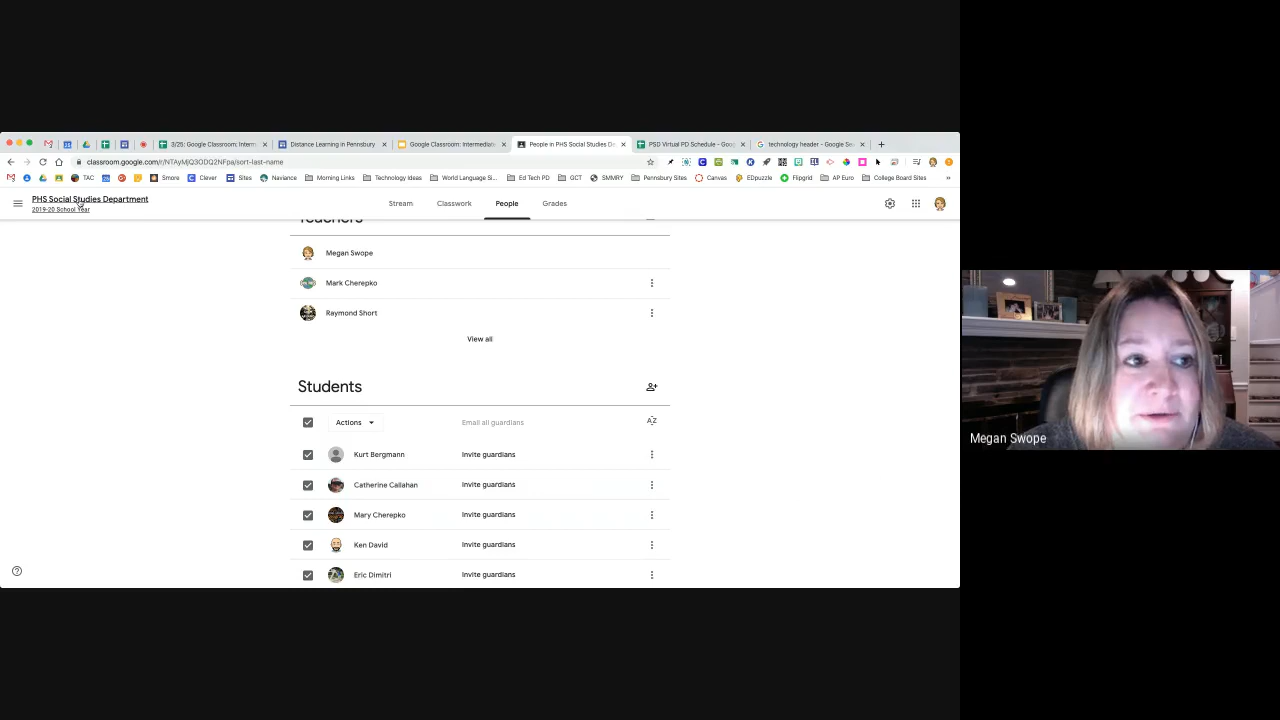 3/25: Google Classroom: Interm
Distance Learning in Pennsbury
Google Classroom: Intermediat
People in PHS Social Studies De
PSD Virtual PD Schedule - Goog
technology header - Google Se
classroom.google.com/r/NTAyMjQ3ODQ2NFpa/sort-last-name
TAC
Smore
Clever
Sites
Naviance
Morning Links
Technology Ideas
World Language Si...
Ed Tech PD
GCT
SMMRY
Pennsbury Sites
Canvas
EDpuzzle
Flipgrid
AP Euro
College Board Sites
PHS Social Studies Department
2019-20 School Year
Stream
Classwork
People
Grades
Teachers
Megan Swope
Mark Cherepko
Raymond Short
View all
Students
Actions
Email all guardians
Kurt Bergmann Invite guardians
Catherine Callahan Invite guardians
Mary Cherepko Invite guardians
Ken David Invite guardians
Eric Dimitri Invite guardians
Megan Swope